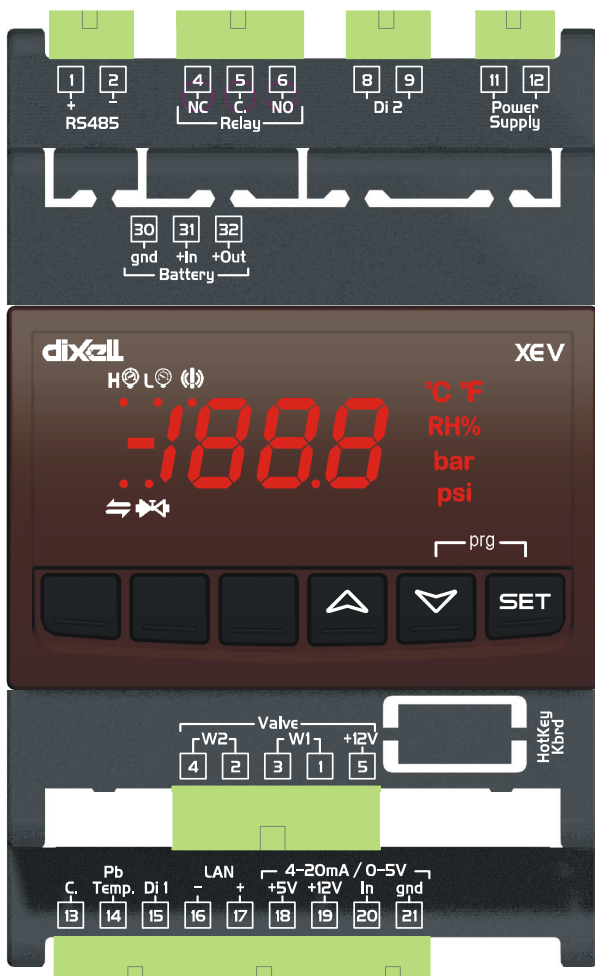 1 2 4 5 6 8 9 11 12
+ - NC C. NO Di 2 Power
RS485 Relay Supply
30 31 32
gnd +In +Out
Battery
dixell XEV
H L
-188.8
°C °F
RH%
bar
psi
prg
SET
Valve
W2 W1 +12V
4 2 3 1 5
HotKey
Kbrd
Pb LAN 4-20mA / 0-5V
C. Temp. Di 1 - + +5V +12V In gnd
13 14 15 16 17 18 19 20 21